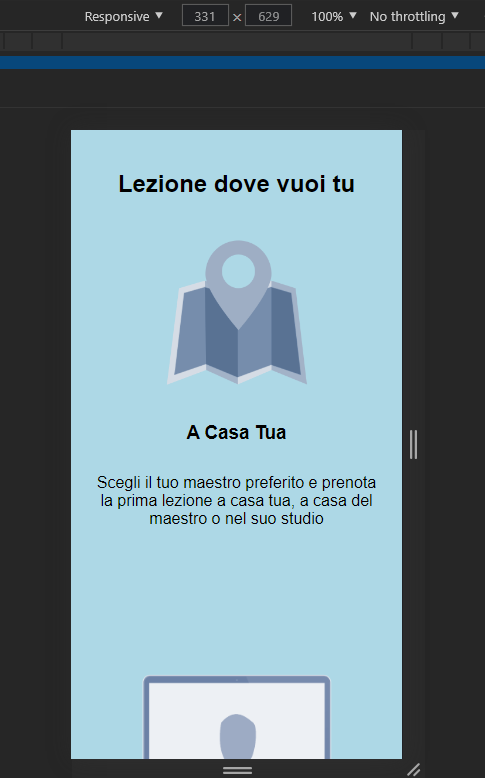 Responsive ▼ 331 × 629 100% ▼ No throttling ▼
Lezione dove vuoi tu
A Casa Tua
Scegli il tuo maestro preferito e prenota
la prima lezione a casa tua, a casa del
maestro o nel suo studio